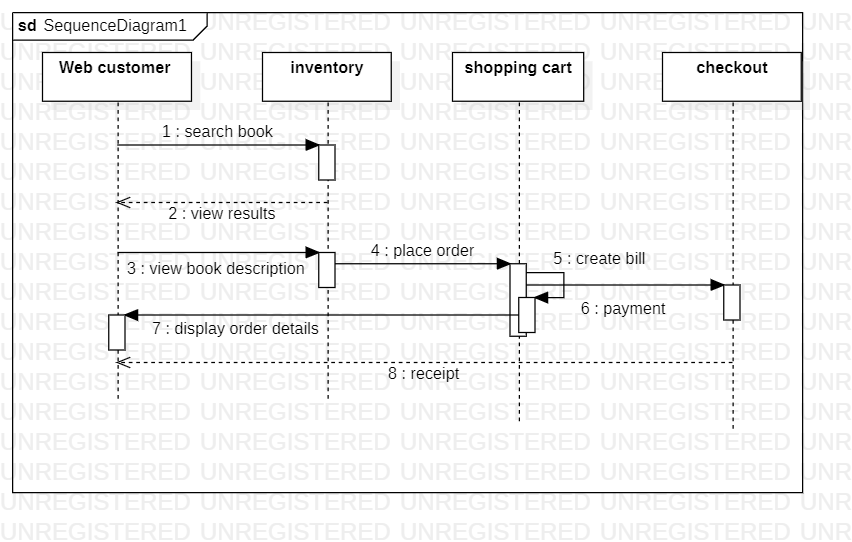 sd SequenceDiagram1
Web customer
inventory
shopping cart
checkout
1 : search book
2 : view results
3 : view book description
4 : place order
5 : create bill
6 : payment
7 : display order details
8 : receipt
UNREGISTERED